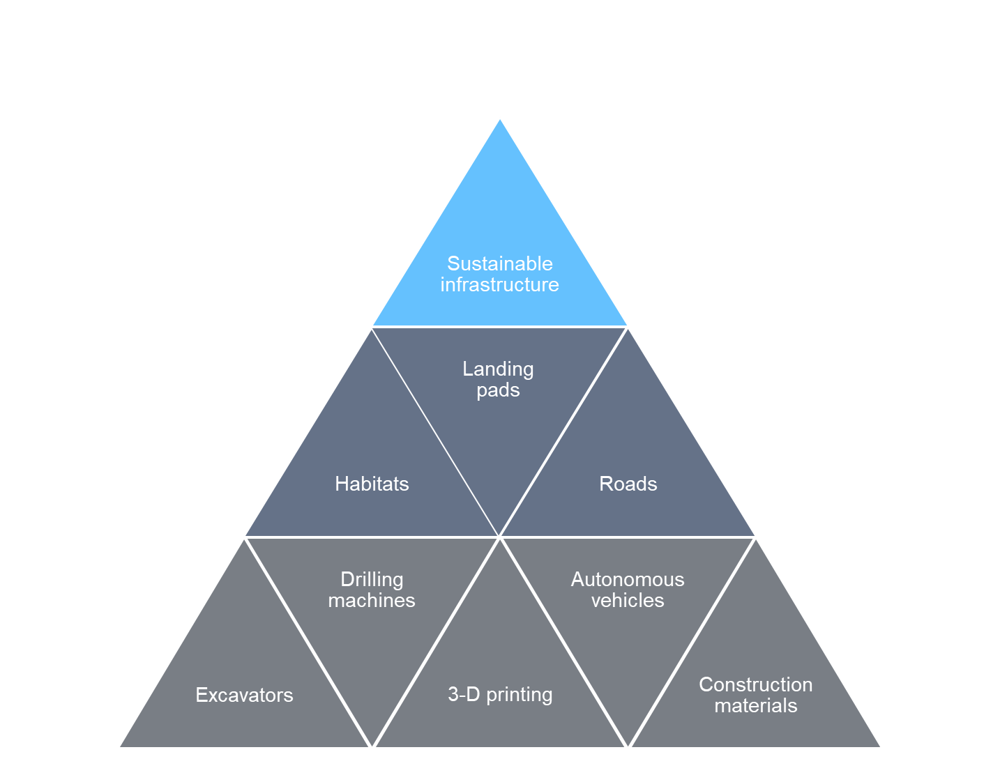 Sustainable
infrastructure
Landing
pads
Habitats
Roads
Drilling
machines
Autonomous
vehicles
Excavators
3-D printing
Construction
materials